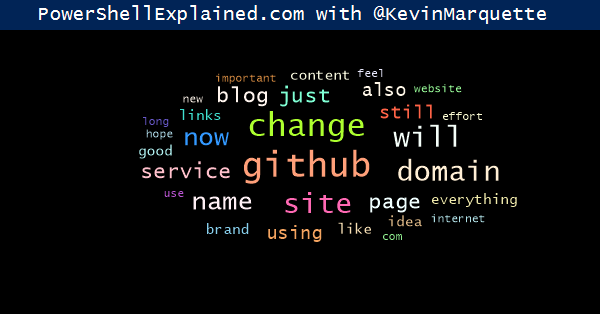 PowerShellExplained.com with @KevinMarquette
important content feel
new blog just also website
long links change still effort
hope now will
good github
service domain
use name site page everything
brand using like idea internet
com